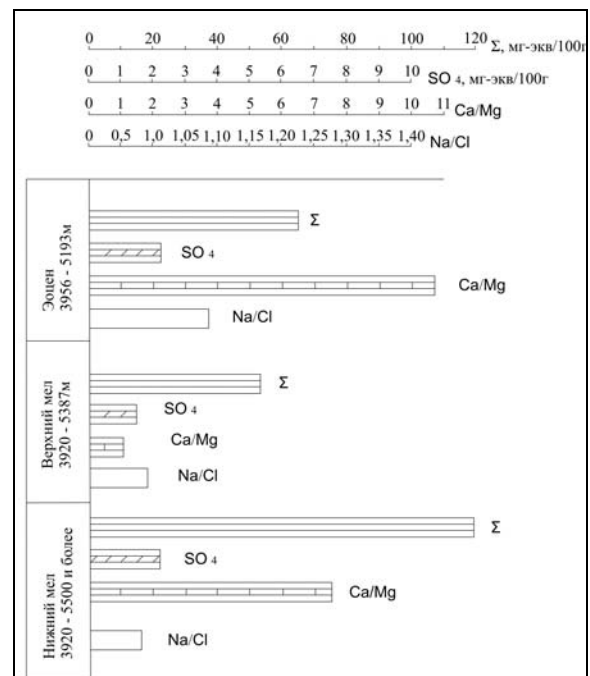 0 20 40 60 80 100 120 Σ, мг-экв/100г
0 1 2 3 4 5 6 7 8 9 10 SO 4, мг-экв/100г
0 1 2 3 4 5 6 7 8 9 10 11 Ca/Mg
0 0,5 1,0 1,05 1,10 1,15 1,20 1,25 1,30 1,35 1,40 Na/Cl
Эоцен
3956 - 5193м
Σ
SO 4
Ca/Mg
Na/Cl
Верхний мел
3920 - 5387м
Σ
SO 4
Ca/Mg
Na/Cl
Нижний мел
3920 - 5500 и более
Σ
SO 4
Ca/Mg
Na/Cl